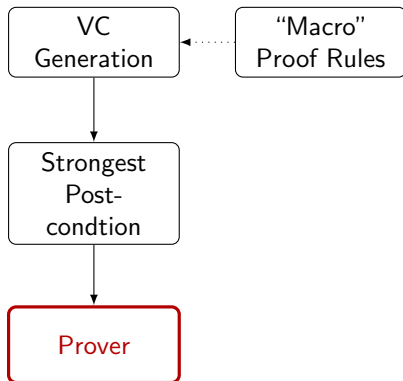 VC
Generation
“Macro”
Proof Rules
Strongest
Post-
condtion
Prover